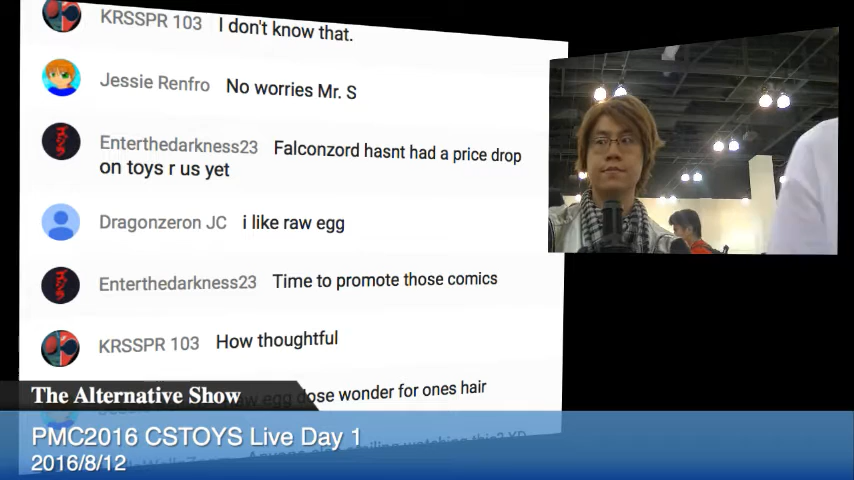 KRSSPR 103 I don't know that.
Jessie Renfro No worries Mr. S
Enterthedarkness23 Falconzord hasnt had a price drop
on toys r us yet
Dragonzeron JC i like raw egg
Enterthedarkness23 Time to promote those comics
KRSSPR 103 How thoughtful
raw egg dose wonder for ones hair
The Alternative Show
PMC2016 CSTOYS Live Day 1
2016/8/12